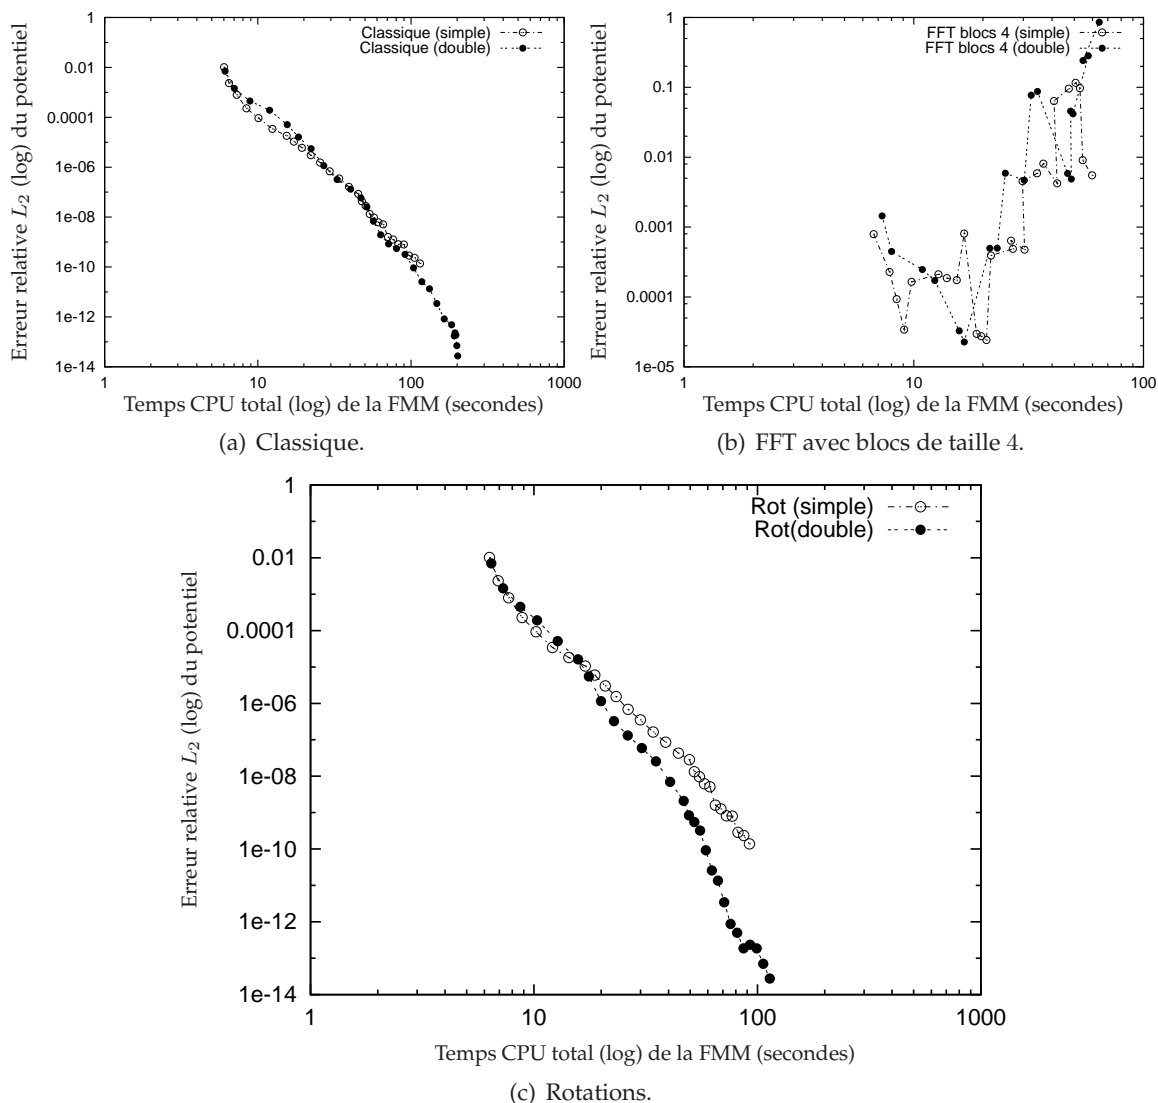 Erreur relative L₂ (log) du potentiel
1
0.01
0.0001
1e-06
1e-08
1e-10
1e-12
1e-14
Classique (simple)
Classique (double)
1 10 100 1000
Temps CPU total (log) de la FMM (secondes)
(a) Classique.
Erreur relative L₂ (log) du potentiel
1
0.1
0.01
0.001
0.0001
1e-05
FFT blocs 4 (simple)
FFT blocs 4 (double)
1 10 100
Temps CPU total (log) de la FMM (secondes)
(b) FFT avec blocs de taille 4.
Erreur relative L₂ (log) du potentiel
1
0.01
0.0001
1e-06
1e-08
1e-10
1e-12
1e-14
Rot (simple)
Rot(double)
1 10 100 1000
Temps CPU total (log) de la FMM (secondes)
(c) Rotations.